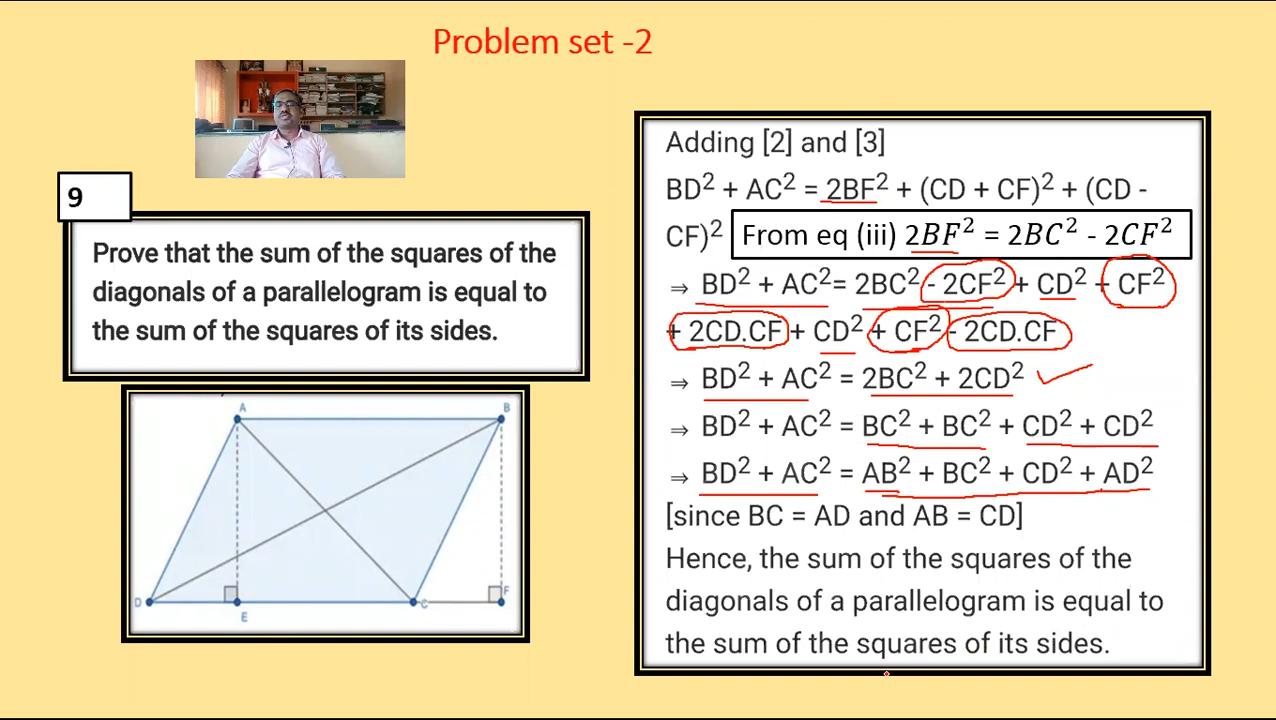 Problem set -2
9
Prove that the sum of the squares of the
diagonals of a parallelogram is equal to
the sum of the squares of its sides.
A
B
D
E
C
F
Adding [2] and [3]
BD² + AC² = 2BF² + (CD + CF)² + (CD -
CF)² From eq (iii) 2BF² = 2BC² - 2CF²
⇒ BD² + AC²= 2BC² - 2CF² + CD² + CF²
+ 2CD.CF + CD² + CF² - 2CD.CF
⇒ BD² + AC² = 2BC² + 2CD²
⇒ BD² + AC² = BC² + BC² + CD² + CD²
⇒ BD² + AC² = AB² + BC² + CD² + AD²
[since BC = AD and AB = CD]
Hence, the sum of the squares of the
diagonals of a parallelogram is equal to
the sum of the squares of its sides.